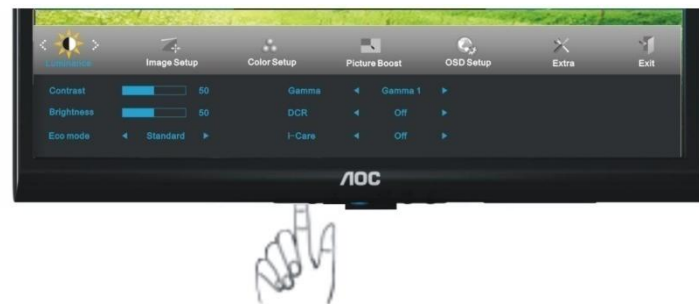 < >
Luminance Image Setup Color Setup Picture Boost OSD Setup Extra Exit
Contrast 50 Gamma ◄ Gamma 1 ►
Brightness 50 DCR ◄ Off ►
Eco mode ◄ Standard ► I-Care ◄ Off ►
AOC